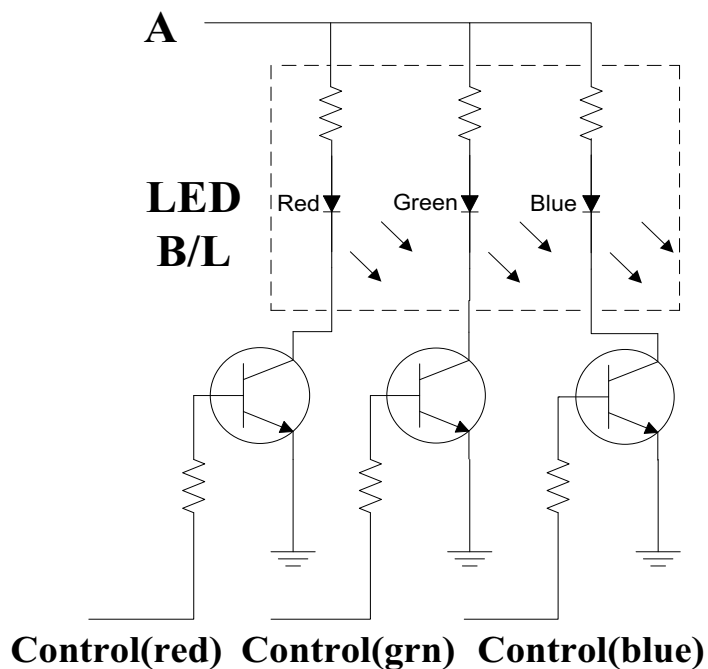 A
LED
B/L
Red
Green
Blue
Control(red)
Control(grn)
Control(blue)